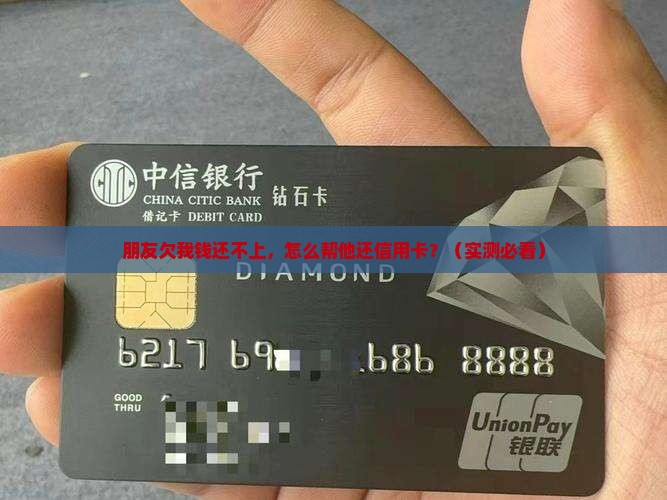 中信银行
CHINA CITIC BANK
借记卡 DEBIT CARD
钻石卡
朋友欠我钱还不上，怎么帮他还信用卡？（实测必看）
DIAMOND
6217 69 686 8888
GOOD
THRU
UnionPay
银联